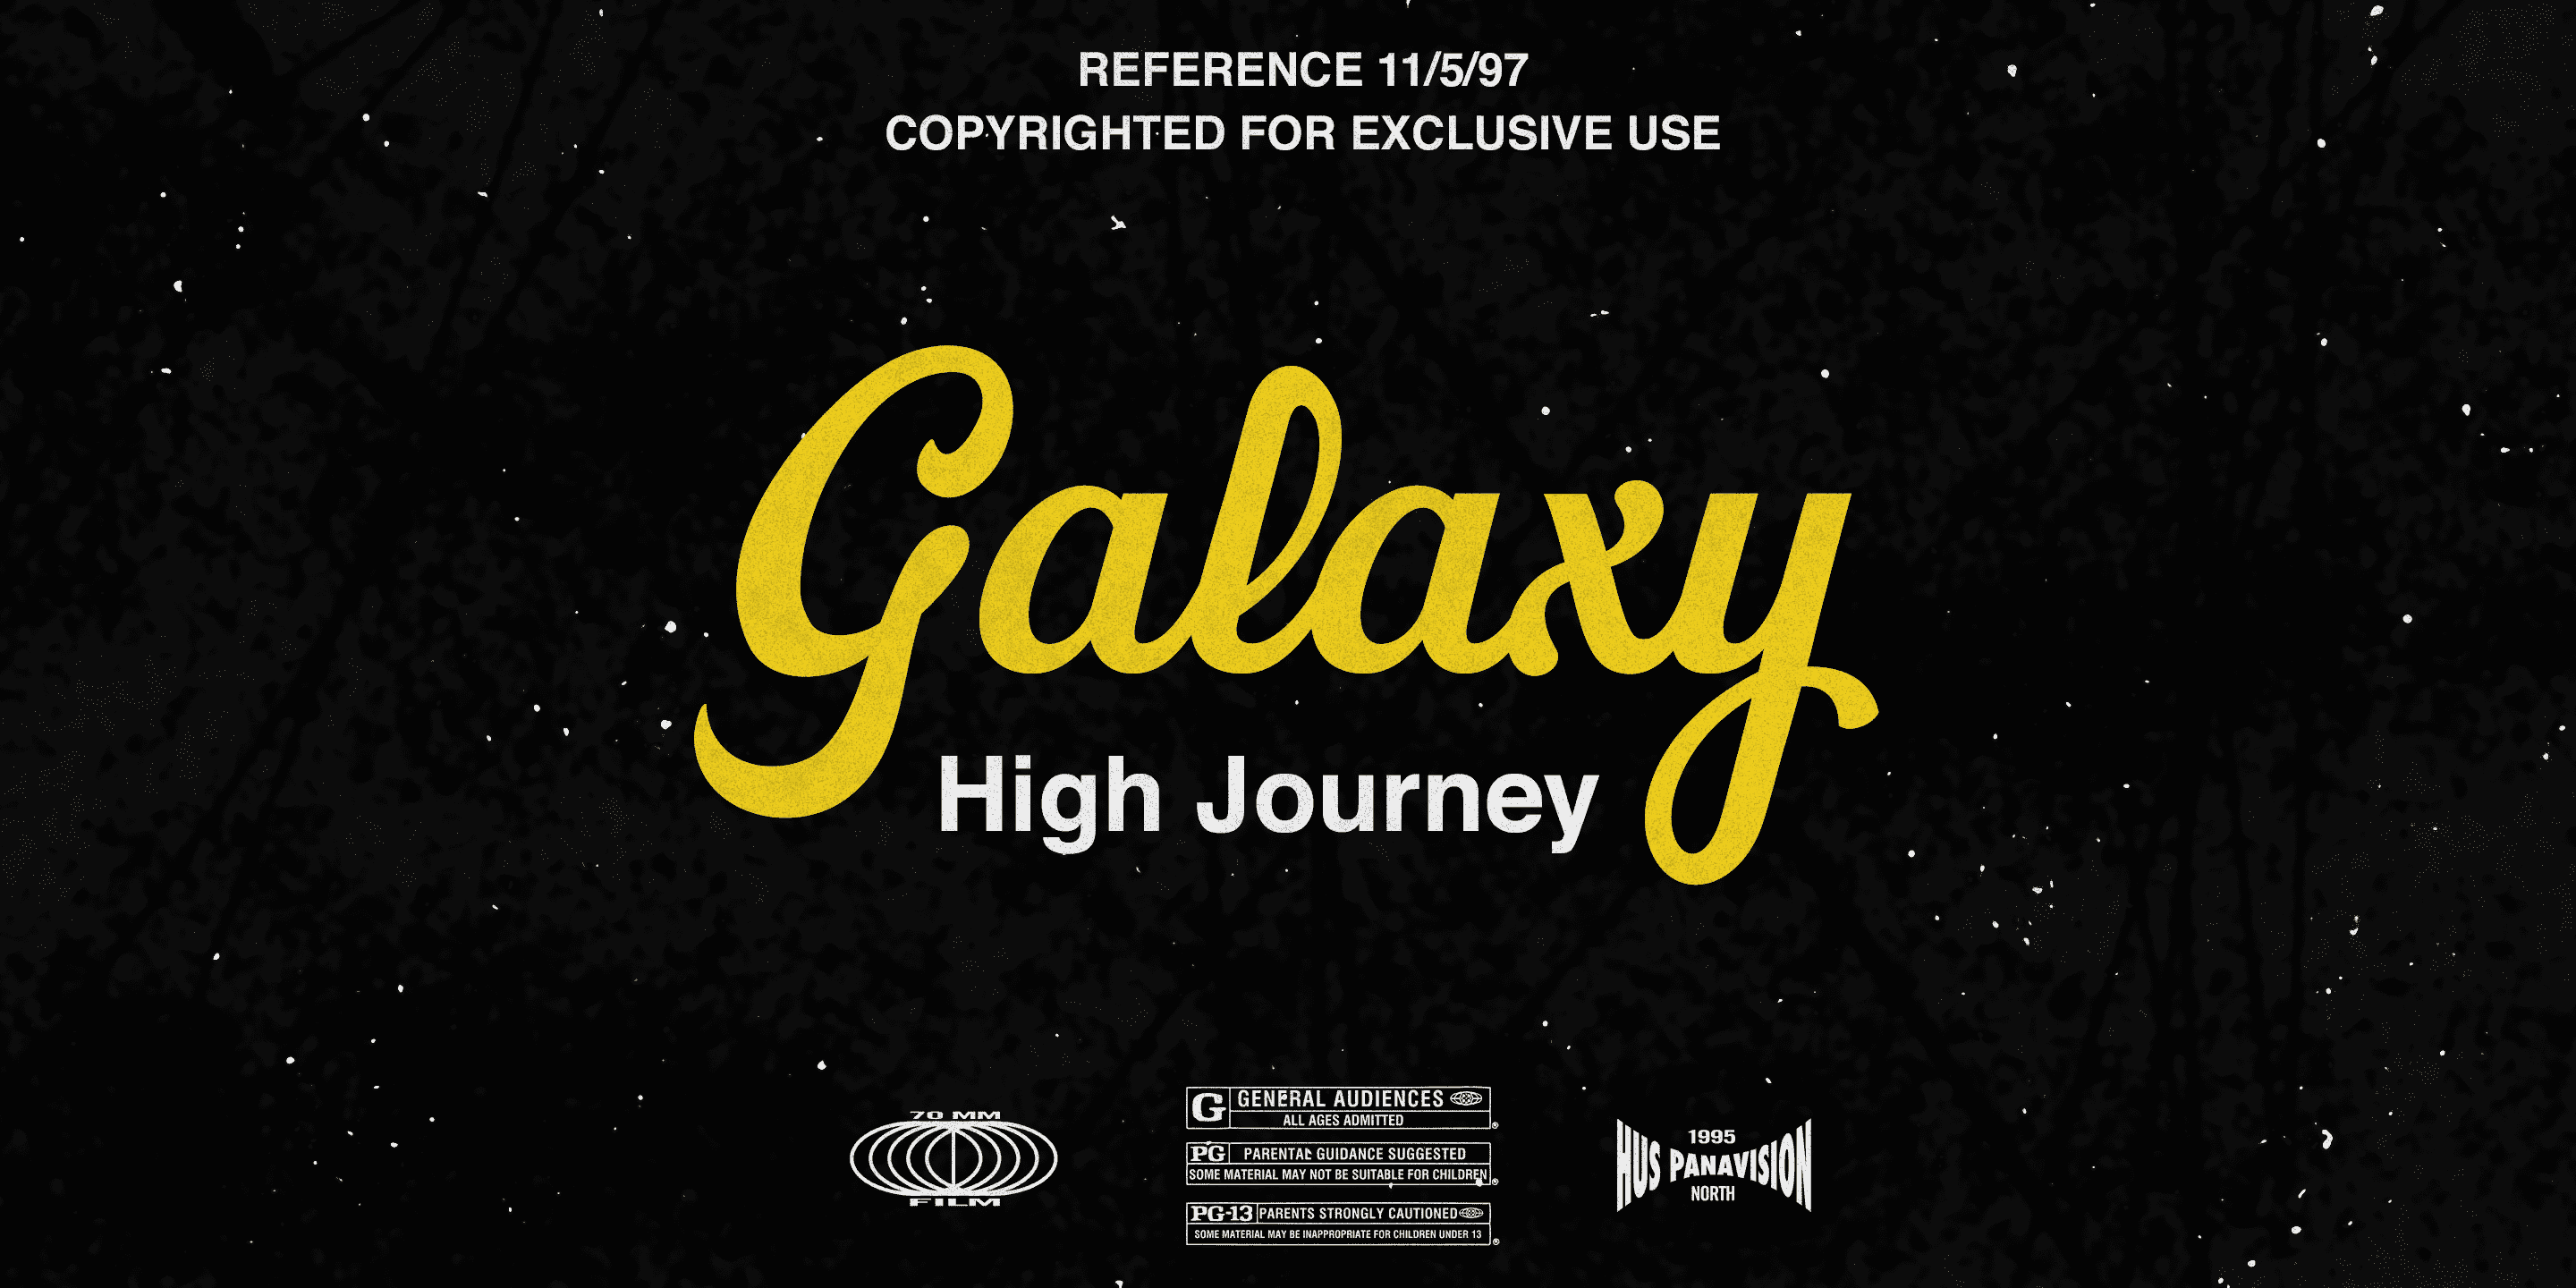 REFERENCE 11/5/97
COPYRIGHTED FOR EXCLUSIVE USE
Galaxy
High Journey
70 MM
FILM
G GENERAL AUDIENCES
ALL AGES ADMITTED
PG PARENTAL GUIDANCE SUGGESTED
SOME MATERIAL MAY NOT BE SUITABLE FOR CHILDREN
PG-13 PARENTS STRONGLY CAUTIONED
SOME MATERIAL MAY BE INAPPROPRIATE FOR CHILDREN UNDER 13
1995
HUS PANAVISION
NORTH